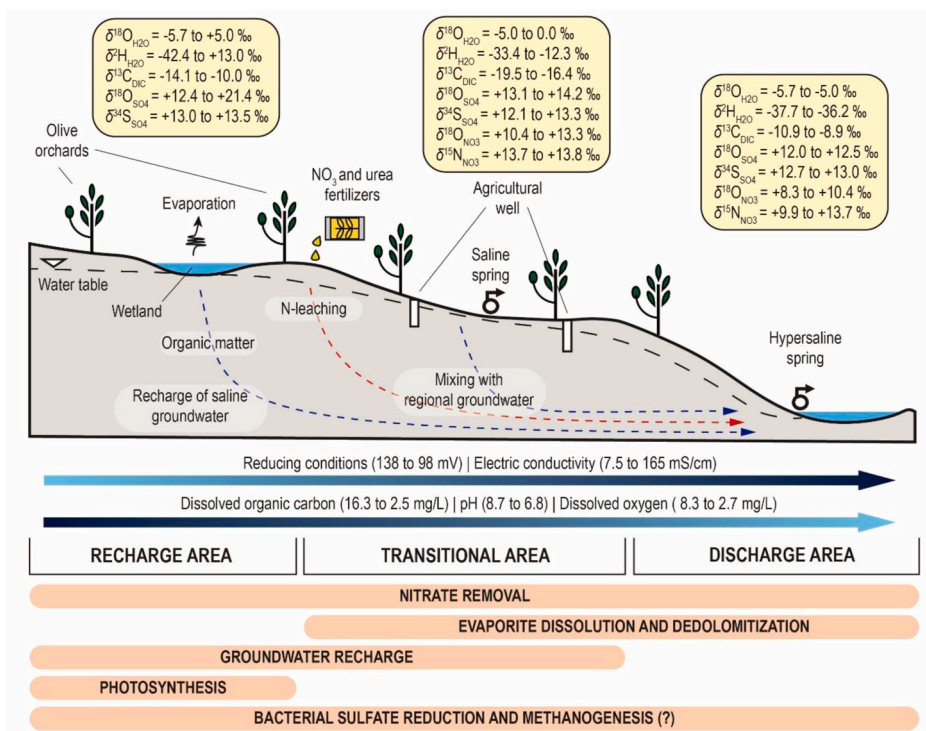 δ¹⁸O_H2O = -5.7 to +5.0 ‰
δ²H_H2O = -42.4 to +13.0 ‰
δ¹³C_DIC = -14.1 to -10.0 ‰
δ¹⁸O_SO4 = +12.4 to +21.4 ‰
δ³⁴S_SO4 = +13.0 to +13.5 ‰
δ¹⁸O_H2O = -5.0 to 0.0 ‰
δ²H_H2O = -33.4 to -12.3 ‰
δ¹³C_DIC = -19.5 to -16.4 ‰
δ¹⁸O_SO4 = +13.1 to +14.2 ‰
δ³⁴S_SO4 = +12.1 to +13.3 ‰
δ¹⁸O_NO3 = +10.4 to +13.3 ‰
δ¹⁵N_NO3 = +13.7 to +13.8 ‰
δ¹⁸O_H2O = -5.7 to -5.0 ‰
δ²H_H2O = -37.7 to -36.2 ‰
δ¹³C_DIC = -10.9 to -8.9 ‰
δ¹⁸O_SO4 = +12.0 to +12.5 ‰
δ³⁴S_SO4 = +12.7 to +13.0 ‰
δ¹⁸O_NO3 = +8.3 to +10.4 ‰
δ¹⁵N_NO3 = +9.9 to +13.7 ‰
Olive
orchards
Evaporation
NO₃ and urea
fertilizers
Agricultural
well
Saline
spring
Water table
Wetland
N-leaching
Organic matter
Recharge of saline
groundwater
Mixing with
regional groundwater
Hypersaline
spring
Reducing conditions (138 to 98 mV) | Electric conductivity (7.5 to 165 mS/cm)
Dissolved organic carbon (16.3 to 2.5 mg/L) | pH (8.7 to 6.8) | Dissolved oxygen ( 8.3 to 2.7 mg/L)
RECHARGE AREA
TRANSITIONAL AREA
DISCHARGE AREA
NITRATE REMOVAL
EVAPORITE DISSOLUTION AND DEDOLOMITIZATION
GROUNDWATER RECHARGE
PHOTOSYNTHESIS
BACTERIAL SULFATE REDUCTION AND METHANOGENESIS (?)